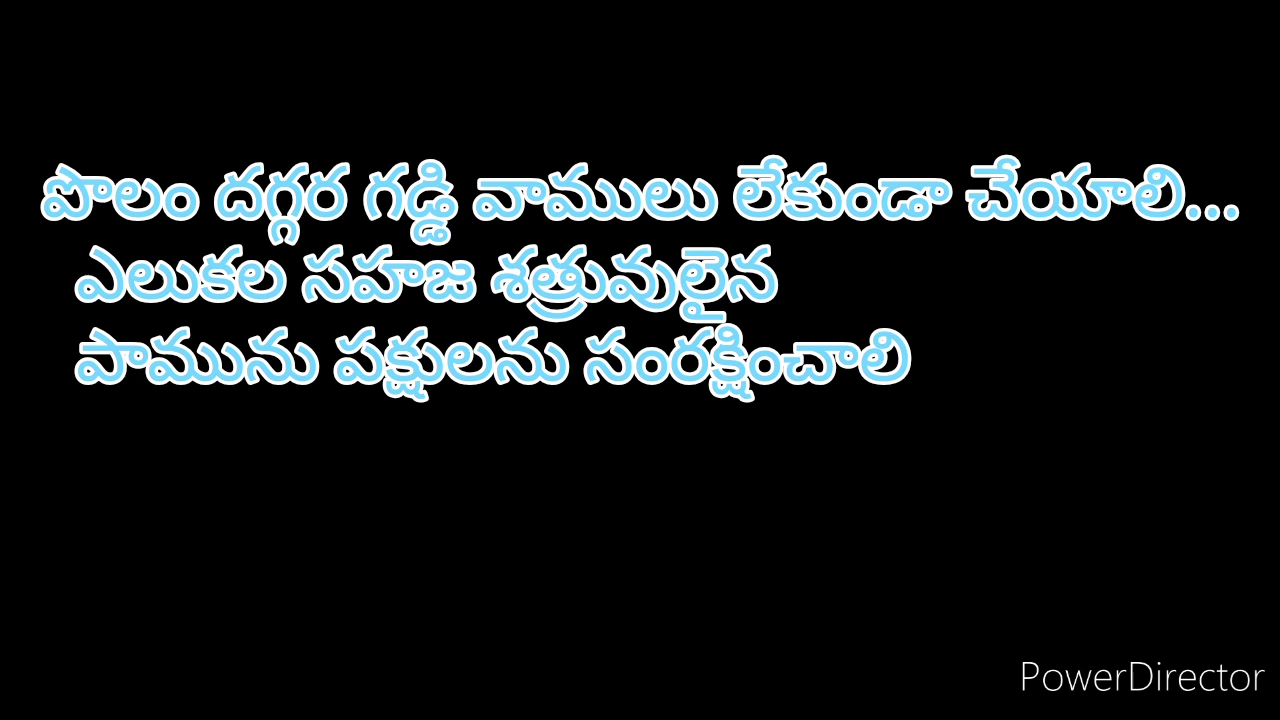 పొలం దగ్గర గడ్డి వాములు లేకుండా చేయాలి...
ఎలుకల సహజ శత్రువులైన
పామును పక్షులను సంరక్షించాలి
PowerDirector